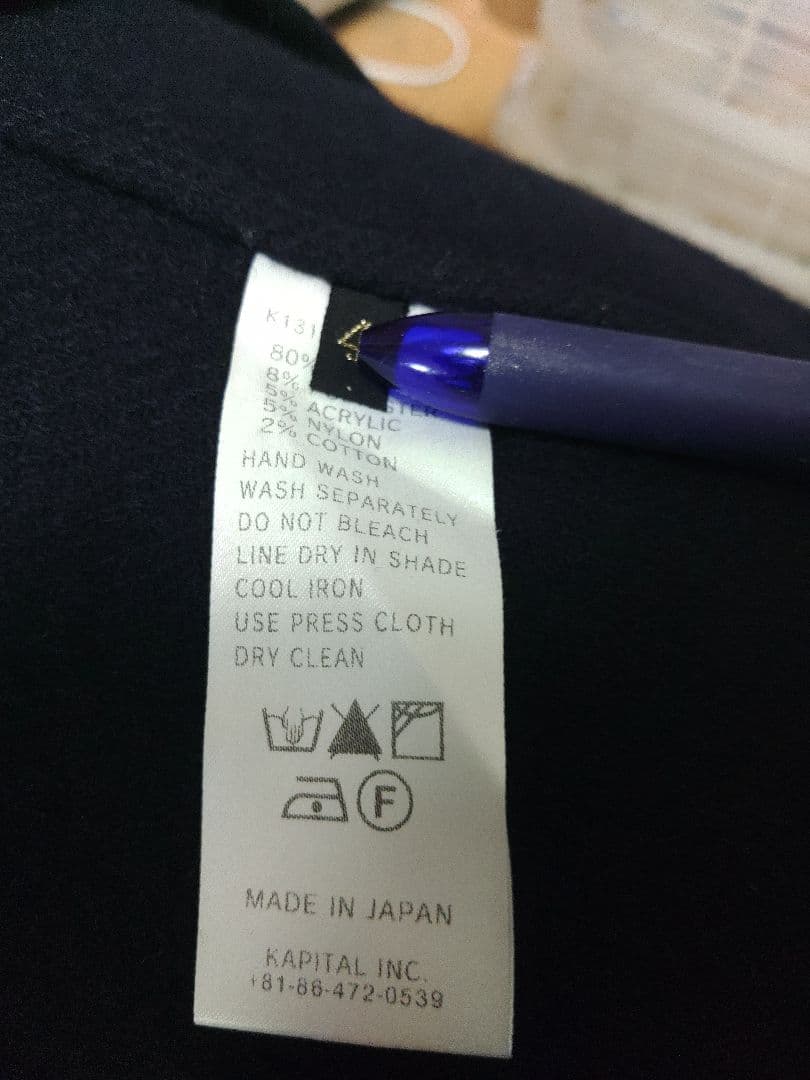 K131
80%
8%
5%
5% ACRYLIC
2% NYLON
COTTON
HAND WASH
WASH SEPARATELY
DO NOT BLEACH
LINE DRY IN SHADE
COOL IRON
USE PRESS CLOTH
DRY CLEAN
F
MADE IN JAPAN
KAPITAL INC.
+81-86-472-0539